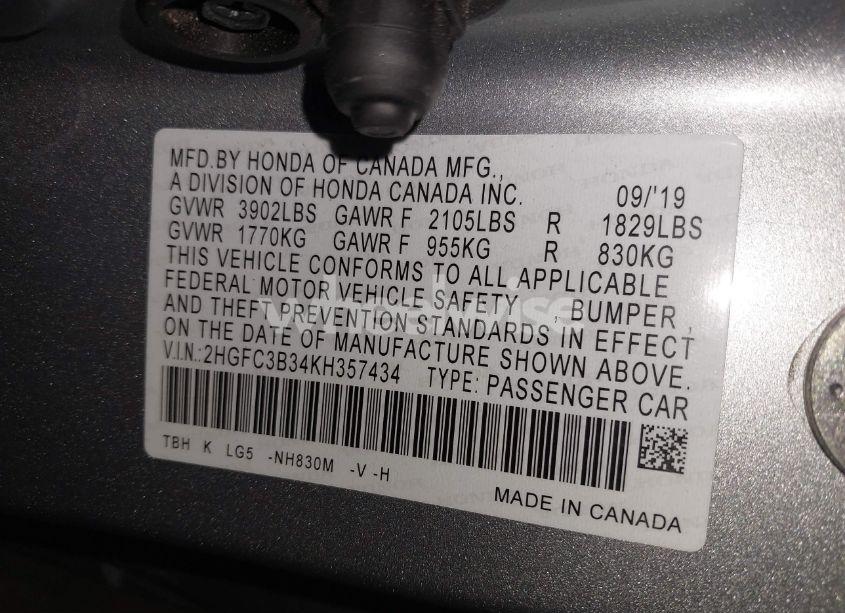 MFD.BY HONDA OF CANADA MFG.,
A DIVISION OF HONDA CANADA INC. 09/'19
GVWR 3902LBS GAWR F 2105LBS R 1829LBS
GVWR 1770KG GAWR F 955KG R 830KG
THIS VEHICLE CONFORMS TO ALL APPLICABLE
FEDERAL MOTOR VEHICLE SAFETY , BUMPER ,
AND THEFT PREVENTION STANDARDS IN EFFECT
ON THE DATE OF MANUFACTURE SHOWN ABOVE.
V.I.N.:2HGFC3B34KH357434 TYPE: PASSENGER CAR
TBH K LG5 -NH830M -V -H
MADE IN CANADA